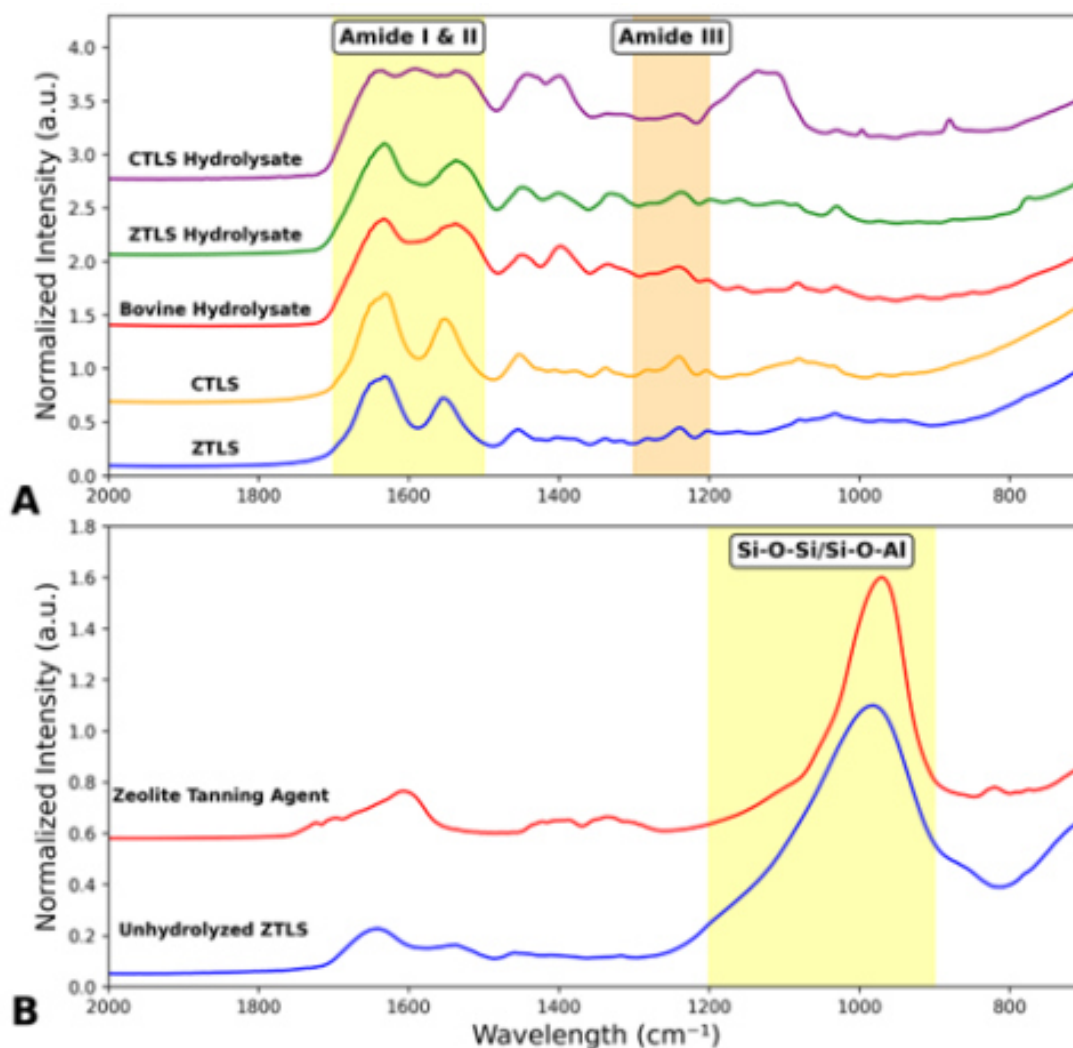 Amide I & II
Amide III
Normalized Intensity (a.u.)
4.0
3.5
3.0
2.5
2.0
1.5
1.0
0.5
0.0
CTLS Hydrolysate
ZTLS Hydrolysate
Bovine Hydrolysate
CTLS
ZTLS
2000 1800 1600 1400 1200 1000 800
A
Si-O-Si/Si-O-Al
Normalized Intensity (a.u.)
1.8
1.6
1.4
1.2
1.0
0.8
0.6
0.4
0.2
0.0
Zeolite Tanning Agent
Unhydrolyzed ZTLS
2000 1800 1600 1400 1200 1000 800
B
Wavelength (cm⁻¹)